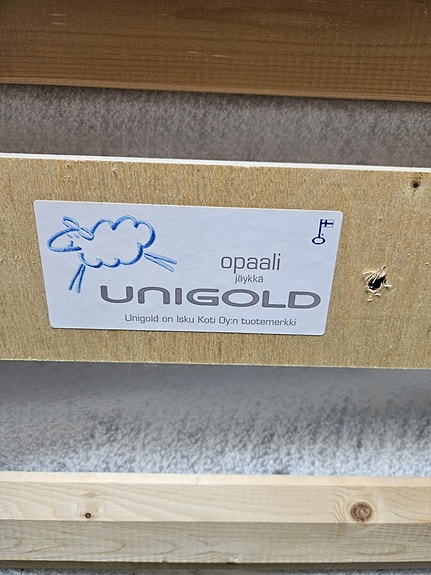 opaali
jäykkä
UNIGOLD
Unigold on Isku Koti Oy:n tuotemerkki